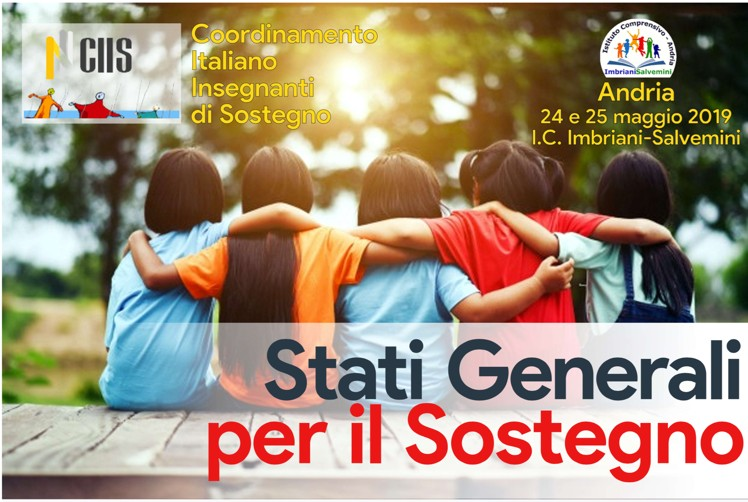 CIIS
Coordinamento
Italiano
Insegnanti
di Sostegno
Istituto Comprensivo - Andria
ImbrianiSalvemini
Andria
24 e 25 maggio 2019
I.C. Imbriani-Salvemini
Stati Generali
per il Sostegno